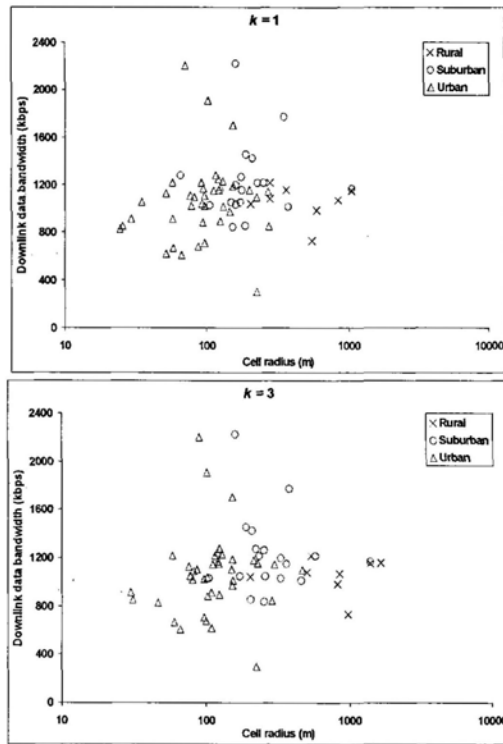 k = 1
2400
2000
1600
1200
800
400
0
Downlink data bandwidth (kbps)
Rural
Suburban
Urban
10
100
1000
10000
Cell radius (m)
k = 3
2400
2000
1600
1200
800
400
0
Downlink data bandwidth (kbps)
Rural
Suburban
Urban
10
100
1000
10000
Cell radius (m)